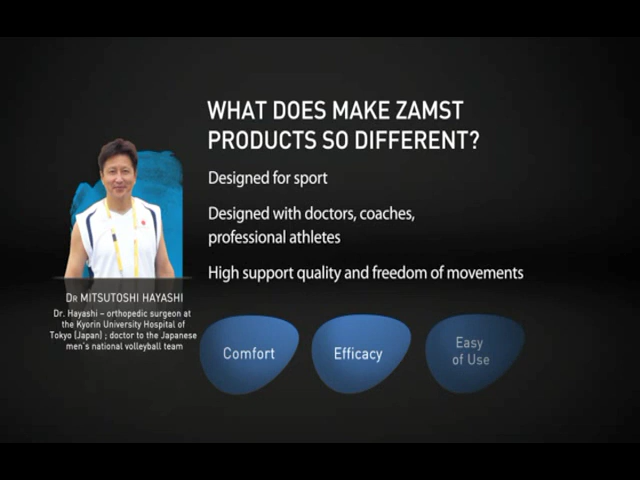 WHAT DOES MAKE ZAMST
PRODUCTS SO DIFFERENT?
Designed for sport
Designed with doctors, coaches,
professional athletes
High support quality and freedom of movements
DR MITSUTOSHI HAYASHI
Dr. Hayashi – orthopedic surgeon at
the Kyorin University Hospital of
Tokyo (Japan) ; doctor to the Japanese
men's national volleyball team
Comfort
Efficacy
Easy
of Use